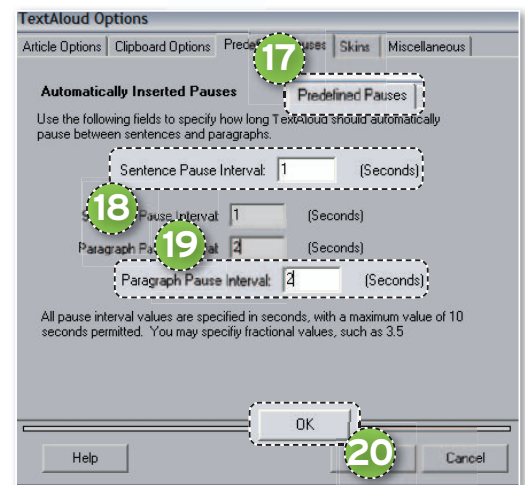 TextAloud Options
Article Options Clipboard Options Skins Miscellaneous
17
Automatically Inserted Pauses
Predefined Pauses
Use the following fields to specify how long TextAloud should automatically
pause between sentences and paragraphs.
Sentence Pause Interval: 1 (Seconds)
18 Pause Interval: 1 (Seconds)
19 2 (Seconds)
Paragraph Pause Interval: 2 (Seconds)
All pause interval values are specified in seconds, with a maximum value of 10
seconds permitted. You may specifiy fractional values, such as 3.5
OK
20
Help Cancel